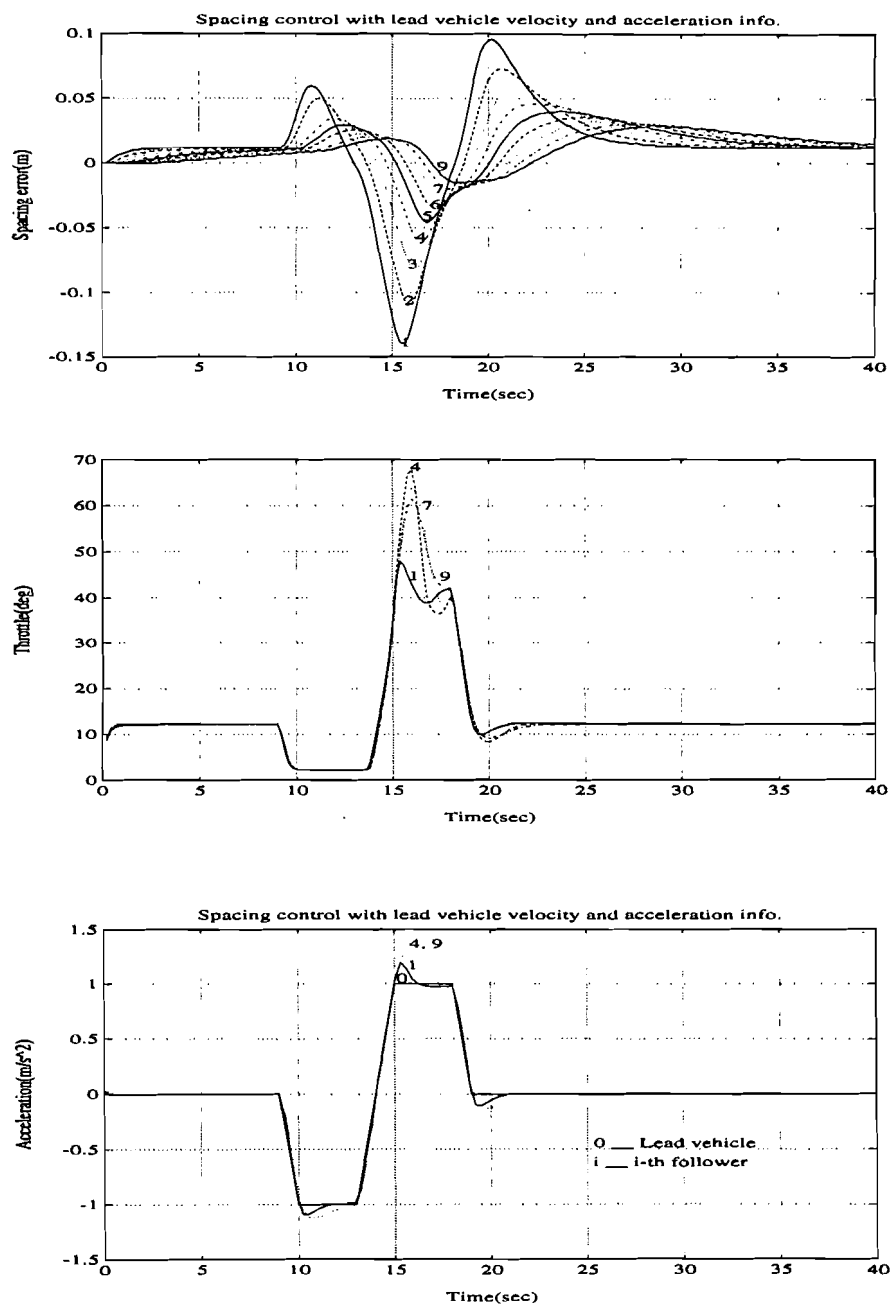 Spacing control with lead vehicle velocity and acceleration info.
0.1
0.05
0
-0.05
-0.1
-0.15
Spacing error(m)
9
7
6
5
4
3
2
1
0 5 10 15 20 25 30 35 40
Time(sec)
70
60
50
40
30
20
10
0
Throttle(deg)
4
7
1
9
0 5 10 15 20 25 30 35 40
Time(sec)
Spacing control with lead vehicle velocity and acceleration info.
1.5
1
0.5
0
-0.5
-1
-1.5
Acceleration(m/s^2)
4, 9
1
0
0 __ Lead vehicle
i __ i-th follower
0 5 10 15 20 25 30 35 40
Time(sec)